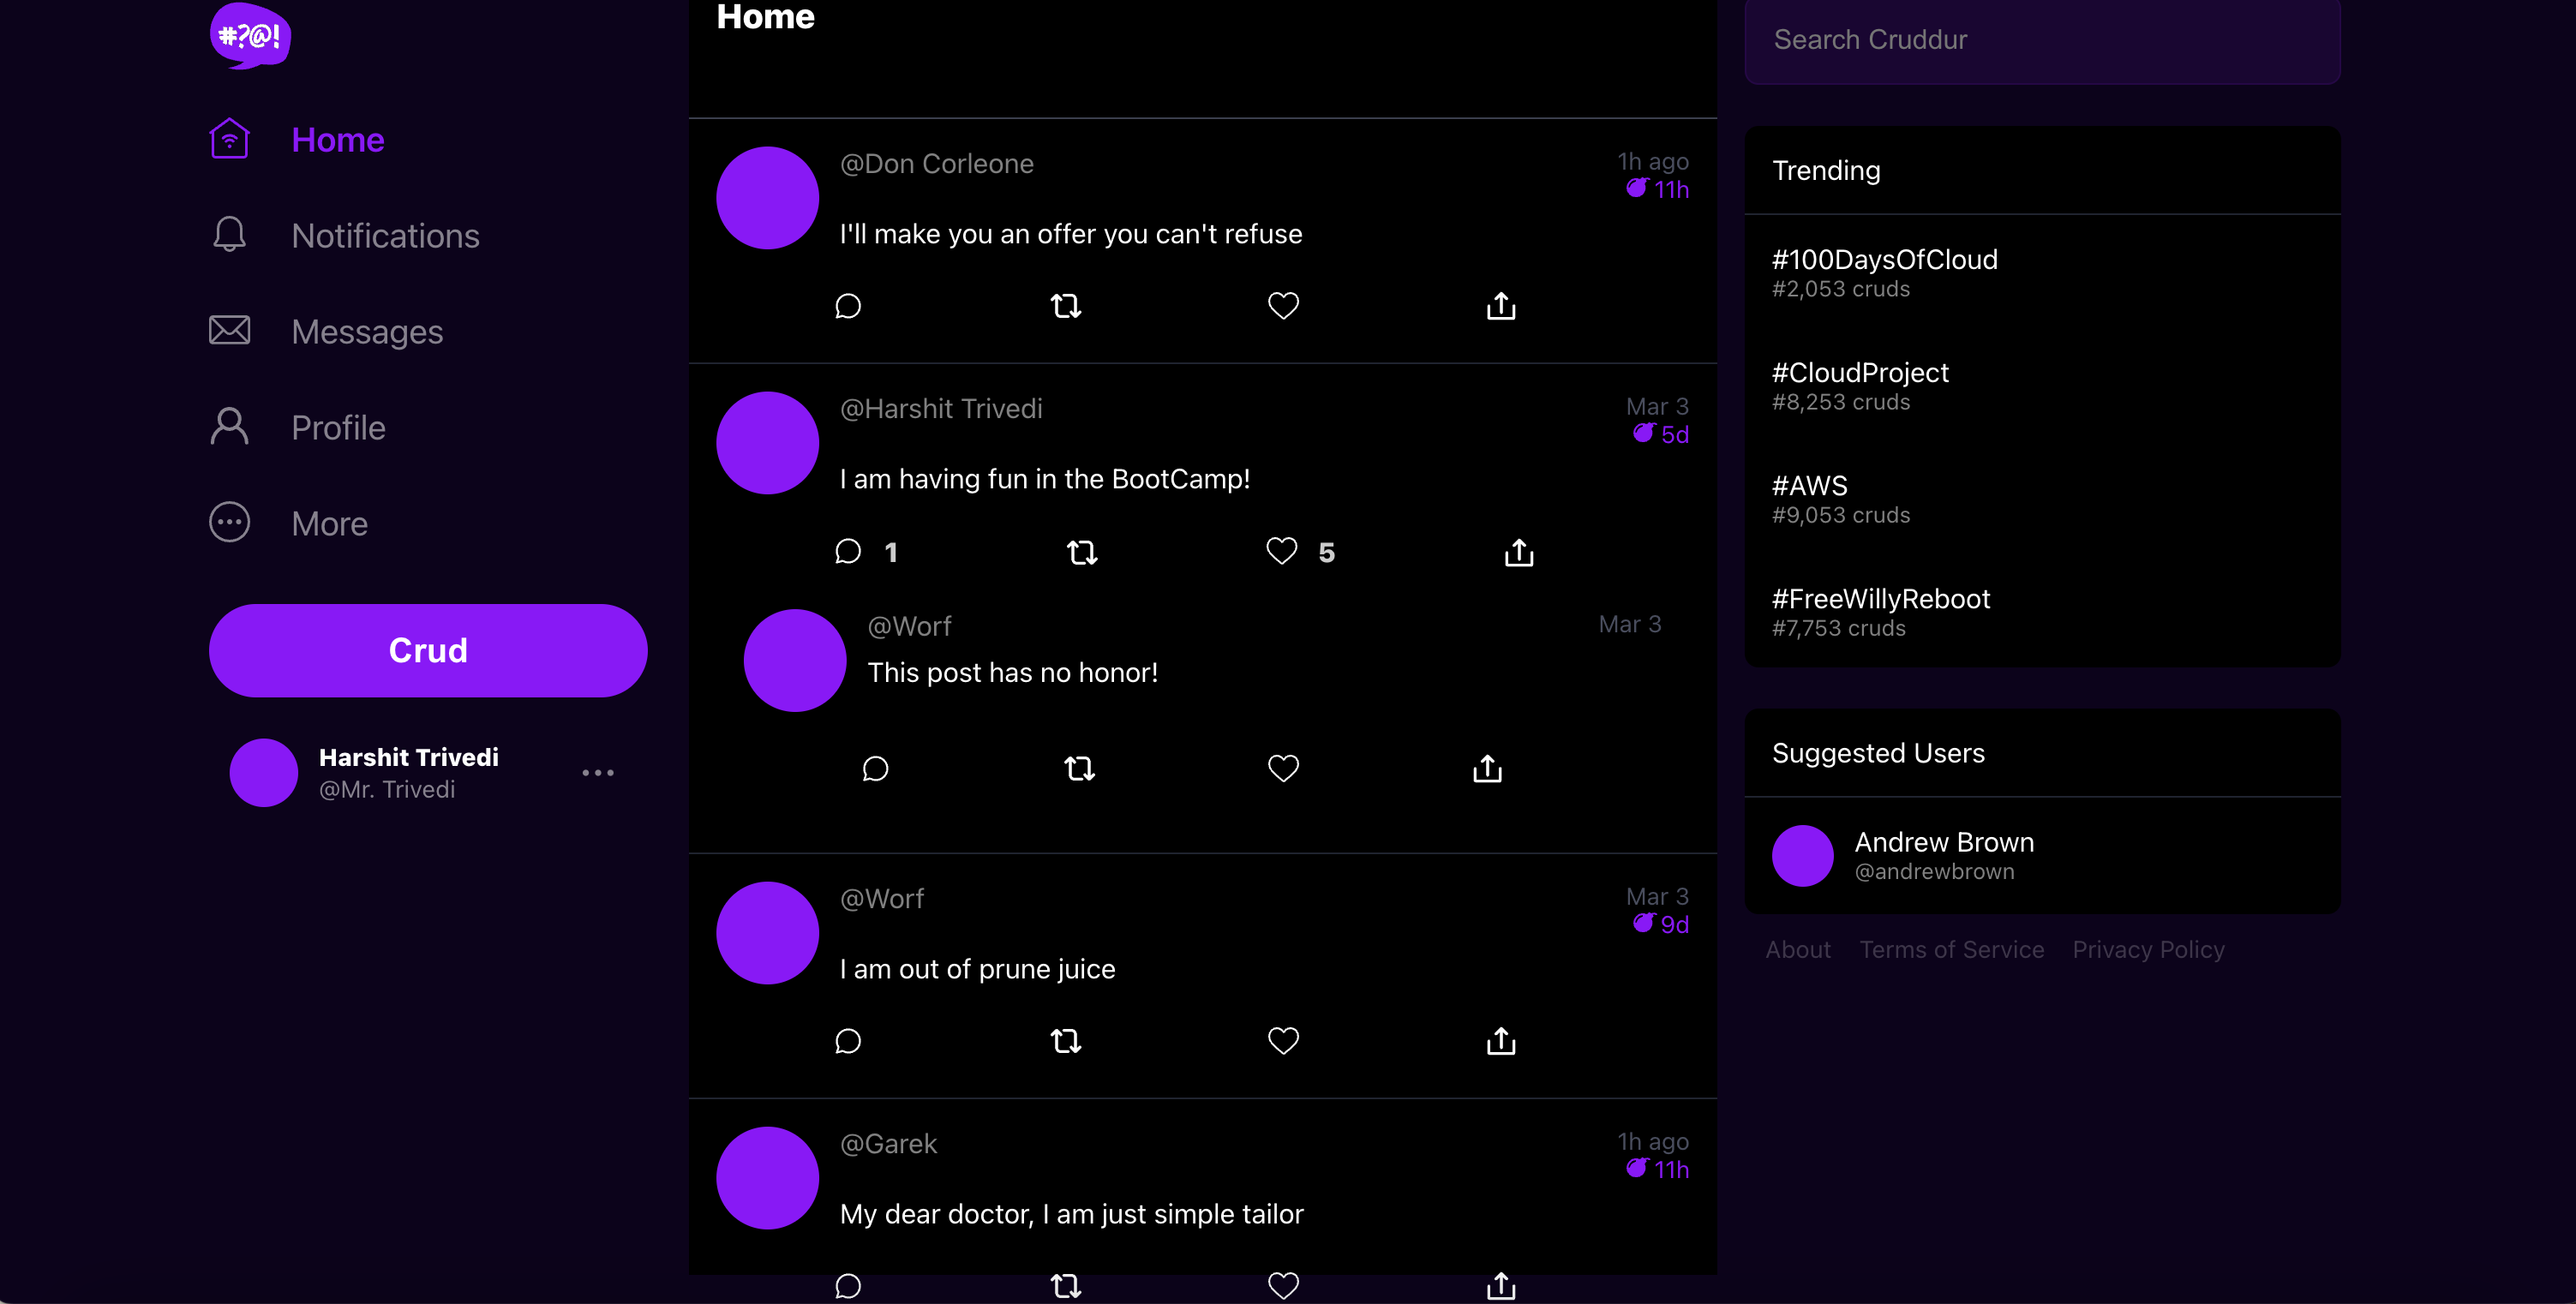 #?@!
Home
Notifications
Messages
Profile
More
Crud
Harshit Trivedi
@Mr. Trivedi
Home
@Don Corleone
1h ago
11h
I'll make you an offer you can't refuse
@Harshit Trivedi
Mar 3
5d
I am having fun in the BootCamp!
1
5
@Worf
Mar 3
This post has no honor!
@Worf
Mar 3
9d
I am out of prune juice
@Garek
1h ago
11h
My dear doctor, I am just simple tailor
Search Cruddur
Trending
#100DaysOfCloud
#2,053 cruds
#CloudProject
#8,253 cruds
#AWS
#9,053 cruds
#FreeWillyReboot
#7,753 cruds
Suggested Users
Andrew Brown
@andrewbrown
About Terms of Service Privacy Policy